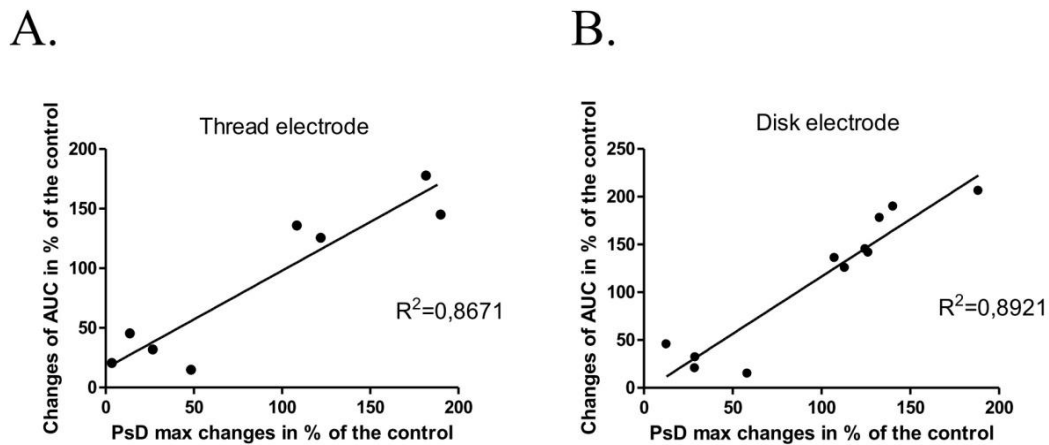 A.
Thread electrode
Changes of AUC in % of the control
200
150
100
50
0
R²=0,8671
0 50 100 150 200
PsD max changes in % of the control
B.
Disk electrode
Changes of AUC in % of the control
250
200
150
100
50
0
R²=0,8921
0 50 100 150 200
PsD max changes in % of the control